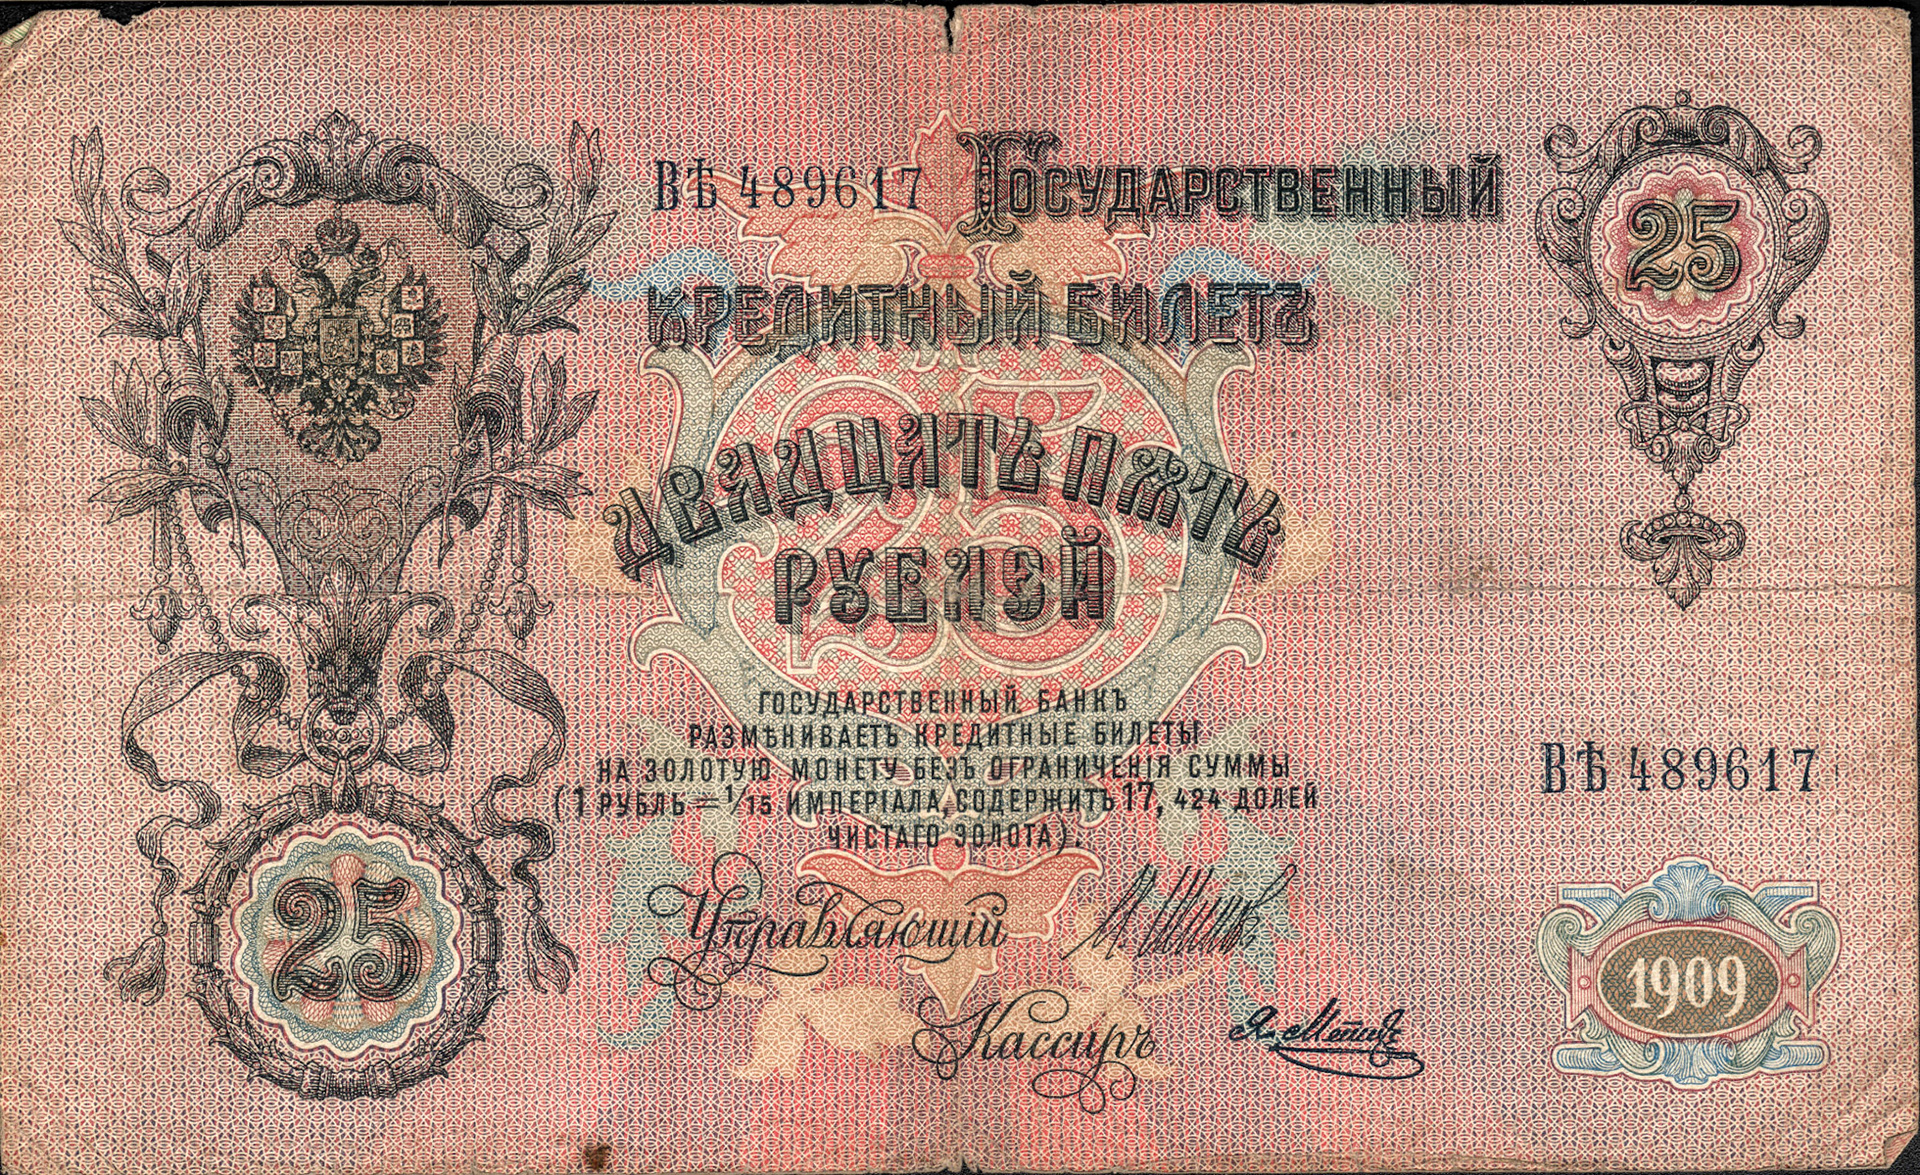 ВѢ 489617 ГОСУДАРСТВЕННЫЙ
25
КРЕДИТНЫЙ БИЛЕТЪ
25
ДВАДЦАТЬ ПЯТЬ
РУБЛЕЙ
ГОСУДАРСТВЕННЫЙ БАНКЪ
РАЗМѢНИВАЕТЪ КРЕДИТНЫЕ БИЛЕТЫ
НА ЗОЛОТУЮ МОНЕТУ БЕЗЪ ОГРАНИЧЕНІЯ СУММЫ
(1 РУБЛЬ = 1/15 ИМПЕРІАЛА, СОДЕРЖИТЪ 17, 424 ДОЛЕЙ
ЧИСТАГО ЗОЛОТА).
ВѢ 489617
25
Управляющій
Кассиръ
1909